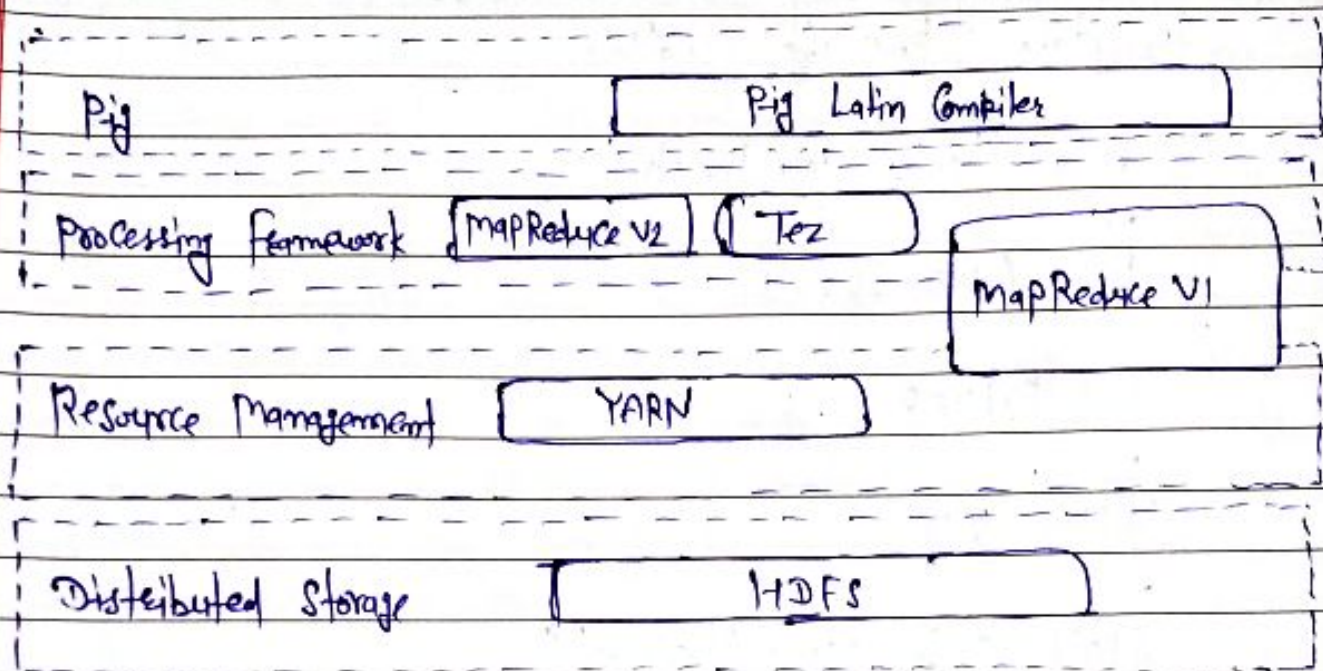 Pig Pig Latin Compiler
Processing Framework MapReduce V2 Tez
MapReduce V1
Resource Management YARN
Distributed Storage HDFS